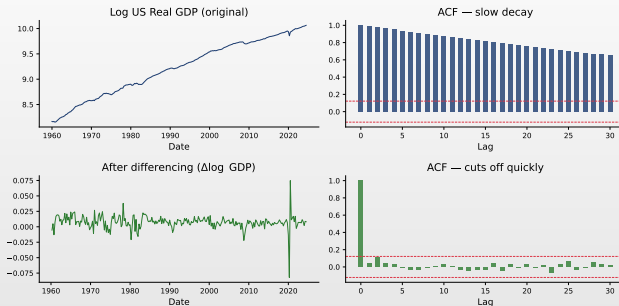 Log US Real GDP (original)
10.0
9.5
9.0
8.5
1960 1970 1980 1990 2000 2010 2020
Date
ACF — slow decay
1.0
0.8
0.6
0.4
0.2
0.0
0 5 10 15 20 25 30
Lag
After differencing (Δlog GDP)
0.075
0.050
0.025
0.000
−0.025
−0.050
−0.075
1960 1970 1980 1990 2000 2010 2020
Date
ACF — cuts off quickly
1.0
0.8
0.6
0.4
0.2
0.0
0 5 10 15 20 25 30
Lag